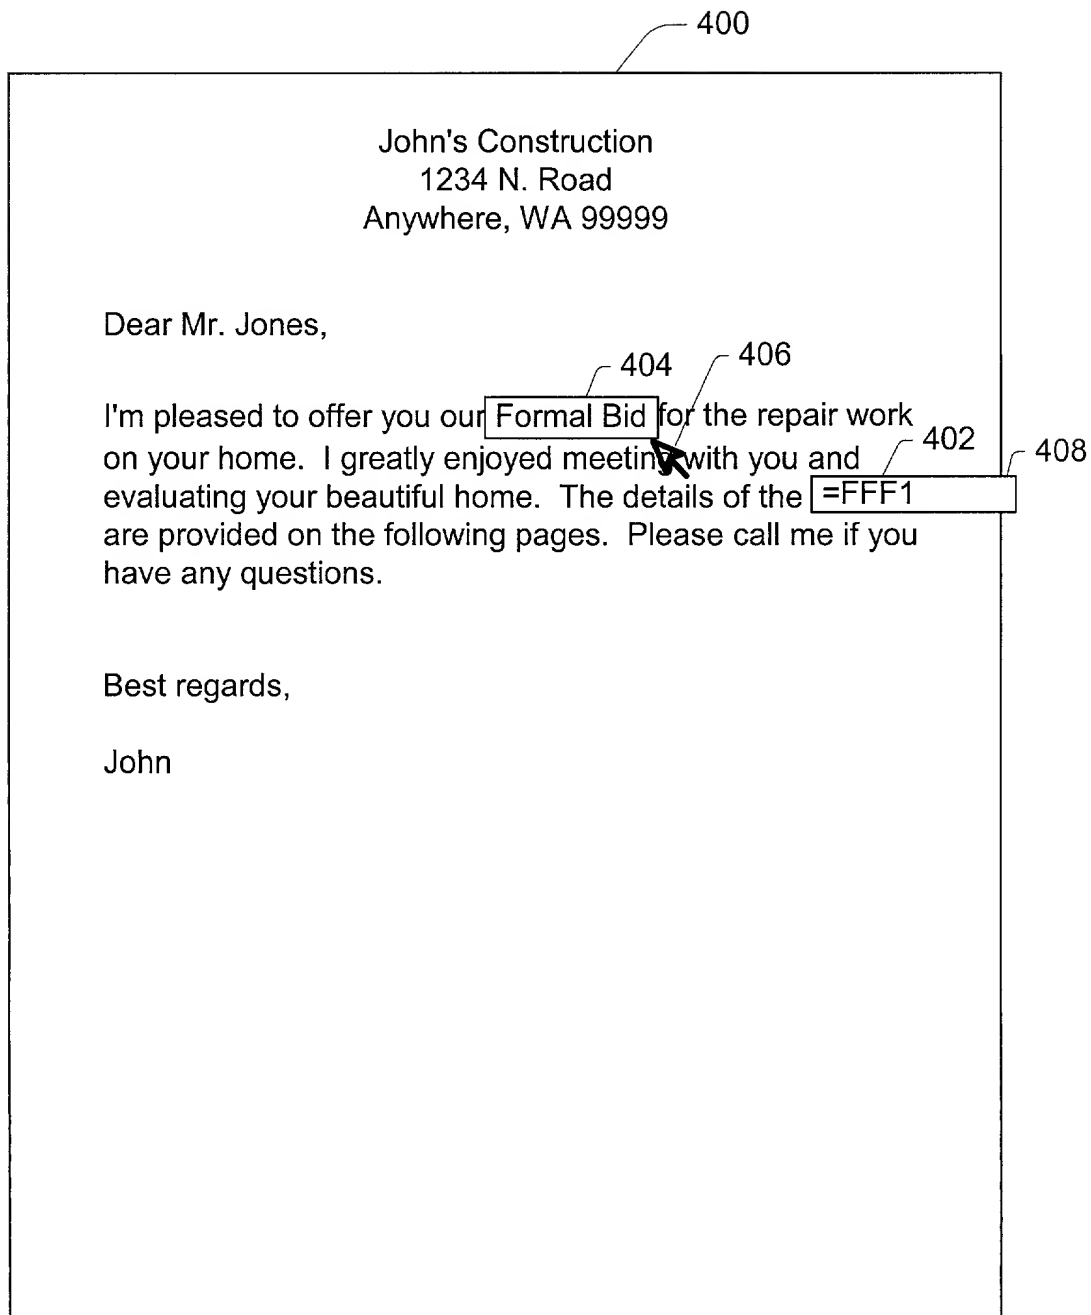 400
John's Construction
1234 N. Road
Anywhere, WA 99999
Dear Mr. Jones,
404
406
I'm pleased to offer you our Formal Bid for the repair work
402
408
on your home. I greatly enjoyed meeting with you and
evaluating your beautiful home. The details of the =FFF1
are provided on the following pages. Please call me if you
have any questions.
Best regards,
John